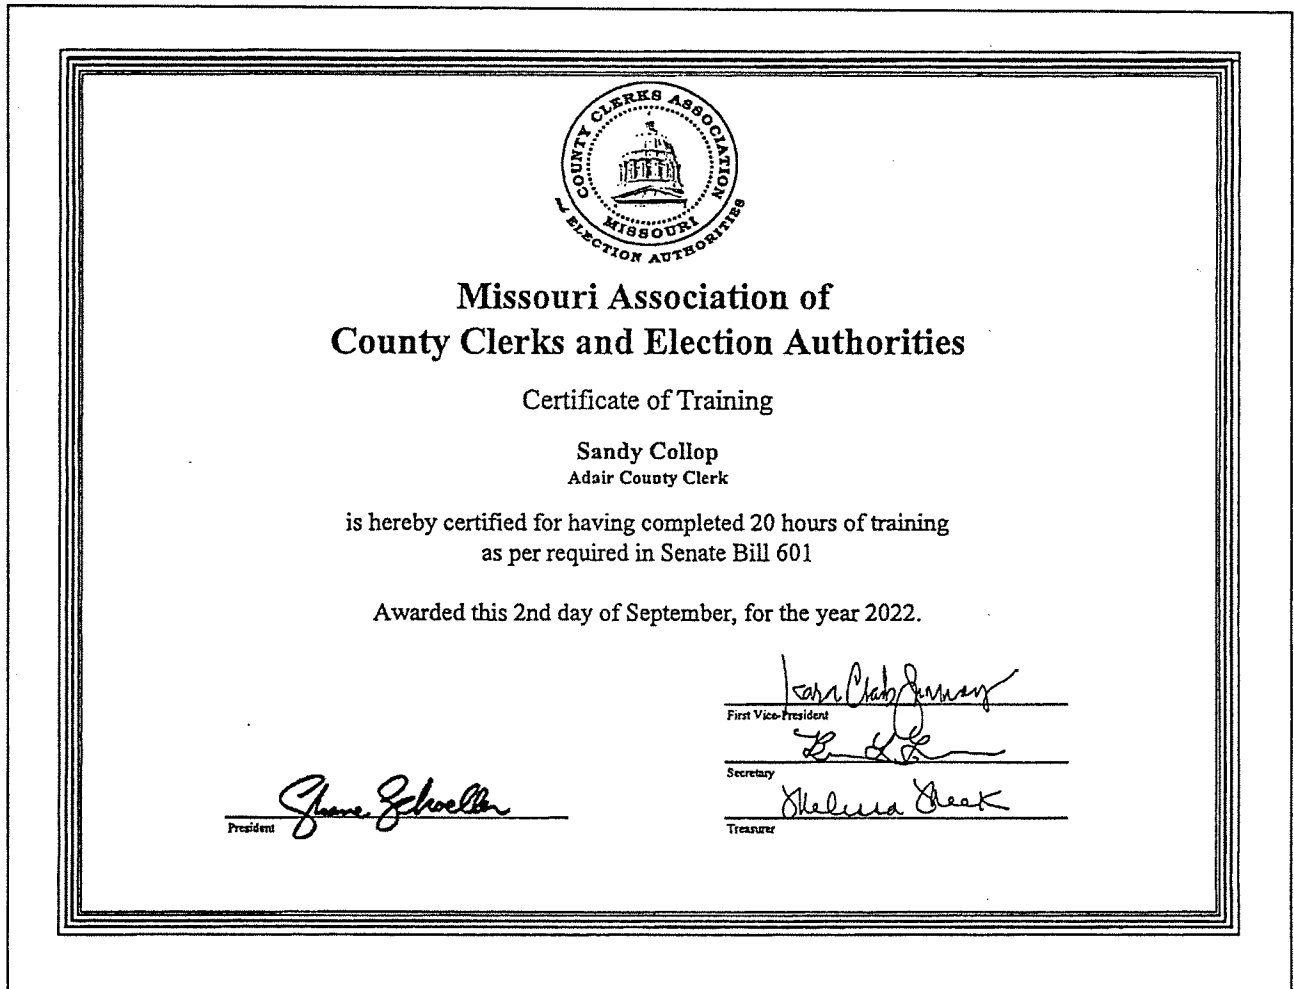 COUNTY CLERKS ASSOCIATION
MISSOURI
ELECTION AUTHORITIES
Missouri Association of
County Clerks and Election Authorities
Certificate of Training
Sandy Collop
Adair County Clerk
is hereby certified for having completed 20 hours of training
as per required in Senate Bill 601
Awarded this 2nd day of September, for the year 2022.
First Vice-President
Secretary
Shane Schoeller
President
Melissa
Treasurer